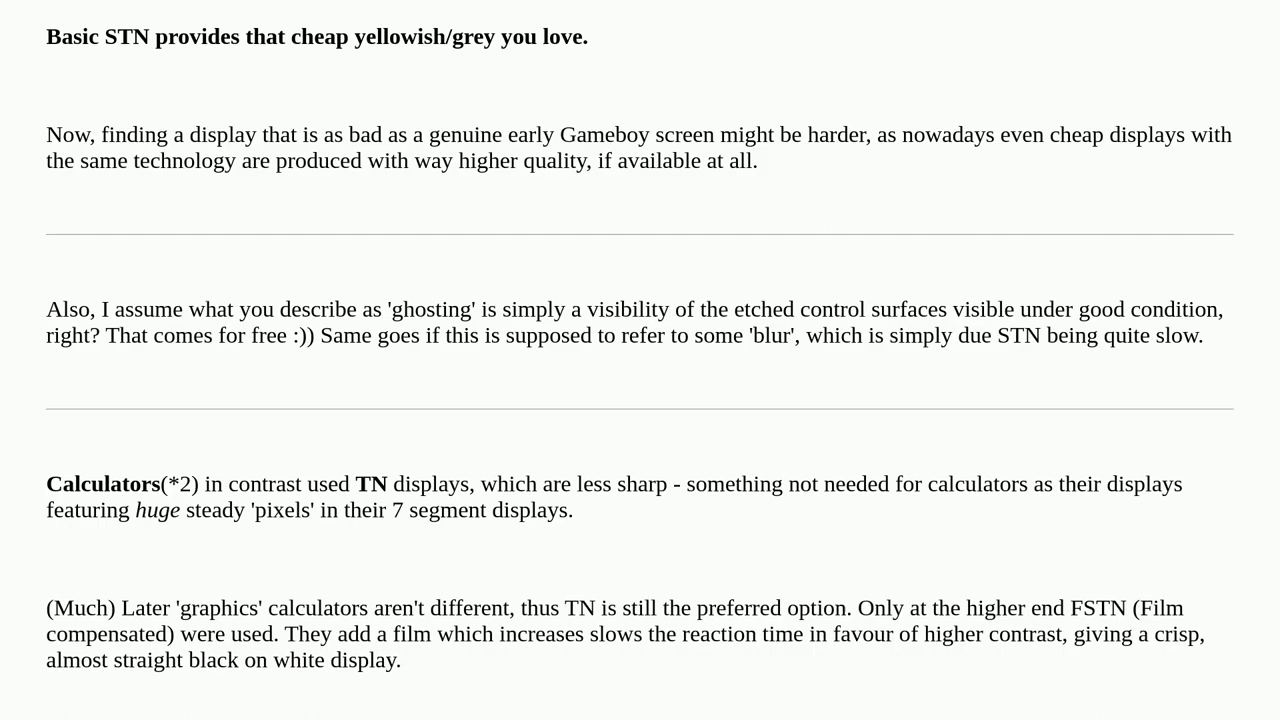 Basic STN provides that cheap yellowish/grey you love.
Now, finding a display that is as bad as a genuine early Gameboy screen might be harder, as nowadays even cheap displays with
the same technology are produced with way higher quality, if available at all.
Also, I assume what you describe as 'ghosting' is simply a visibility of the etched control surfaces visible under good condition,
right? That comes for free :)) Same goes if this is supposed to refer to some 'blur', which is simply due STN being quite slow.
Calculators(*2) in contrast used TN displays, which are less sharp - something not needed for calculators as their displays
featuring huge steady 'pixels' in their 7 segment displays.
(Much) Later 'graphics' calculators aren't different, thus TN is still the preferred option. Only at the higher end FSTN (Film
compensated) were used. They add a film which increases slows the reaction time in favour of higher contrast, giving a crisp,
almost straight black on white display.